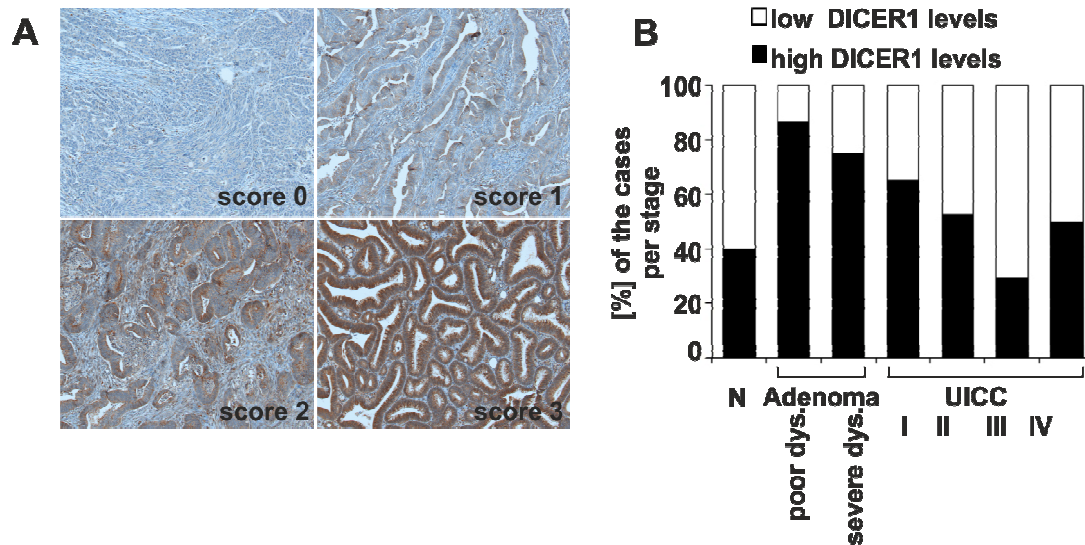 A
score 0
score 1
score 2
score 3
B
low DICER1 levels
high DICER1 levels
[%] of the cases
per stage
100
80
60
40
20
0
N
Adenoma
poor dys.
severe dys.
UICC
I
II
III
IV